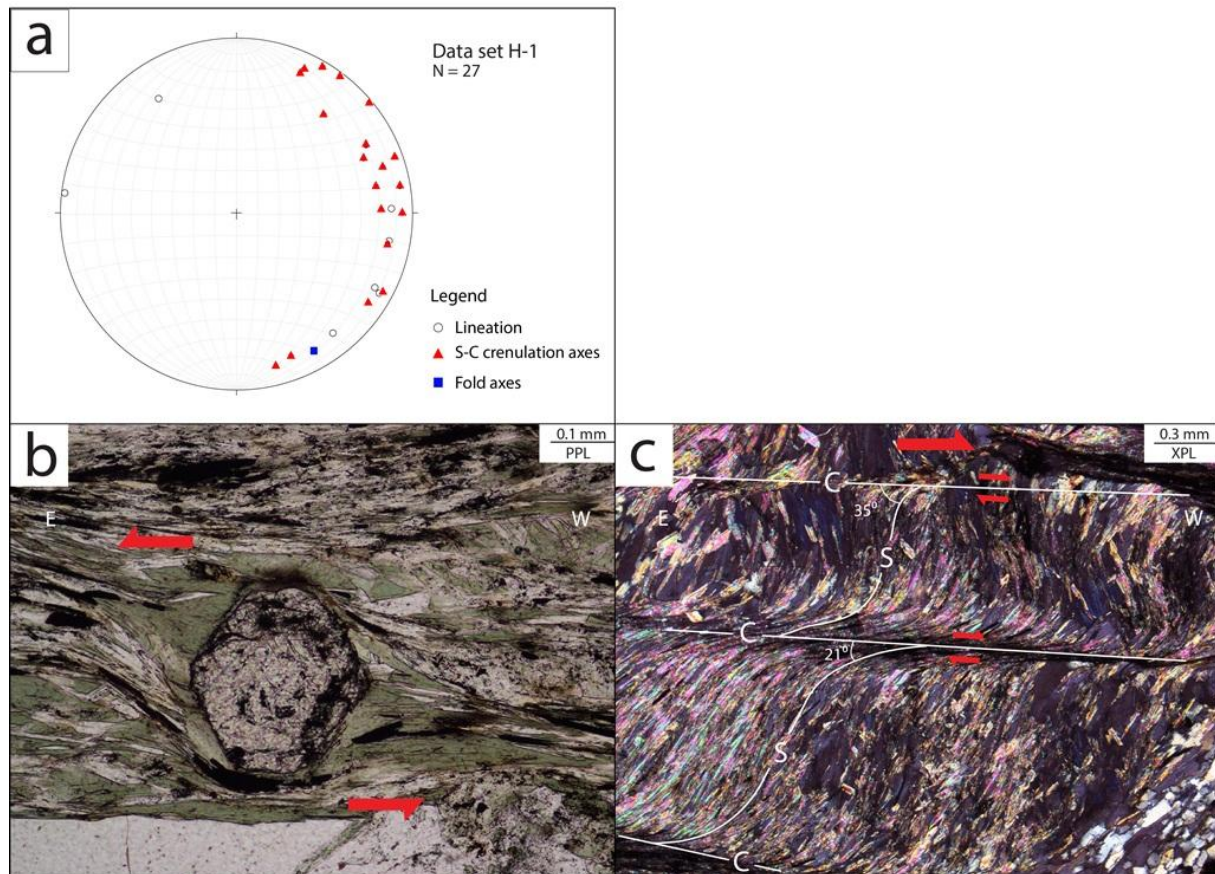 a
Data set H-1
N = 27
Legend
Lineation
S-C crenulation axes
Fold axes
b
0.1 mm
PPL
E
W
c
0.3 mm
XPL
C
35°
E
W
S
C
21°
S
C